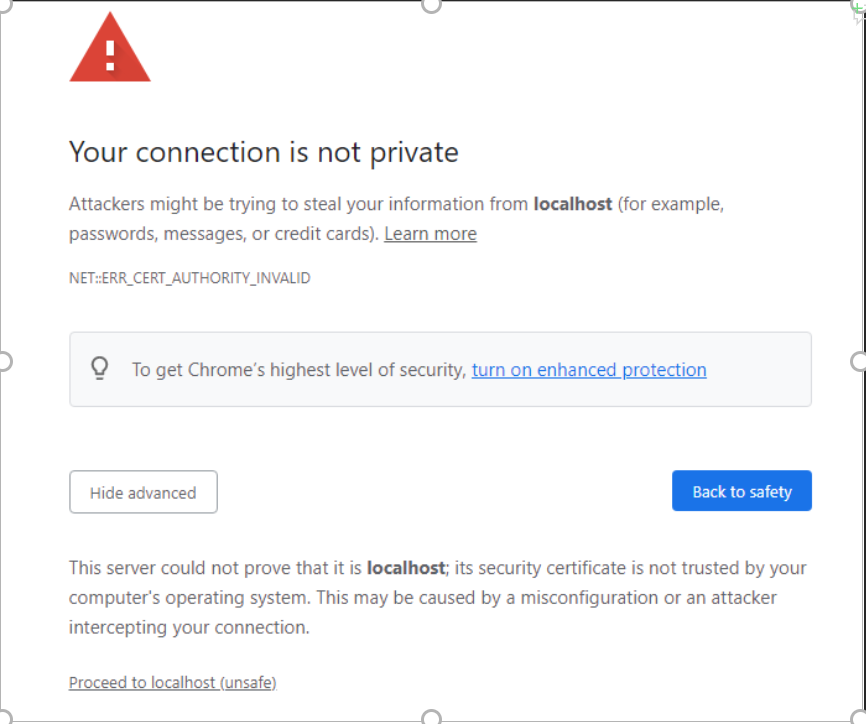 Your connection is not private
Attackers might be trying to steal your information from localhost (for example,
passwords, messages, or credit cards). Learn more
NET::ERR_CERT_AUTHORITY_INVALID
To get Chrome's highest level of security, turn on enhanced protection
Hide advanced
Back to safety
This server could not prove that it is localhost; its security certificate is not trusted by your
computer's operating system. This may be caused by a misconfiguration or an attacker
intercepting your connection.
Proceed to localhost (unsafe)